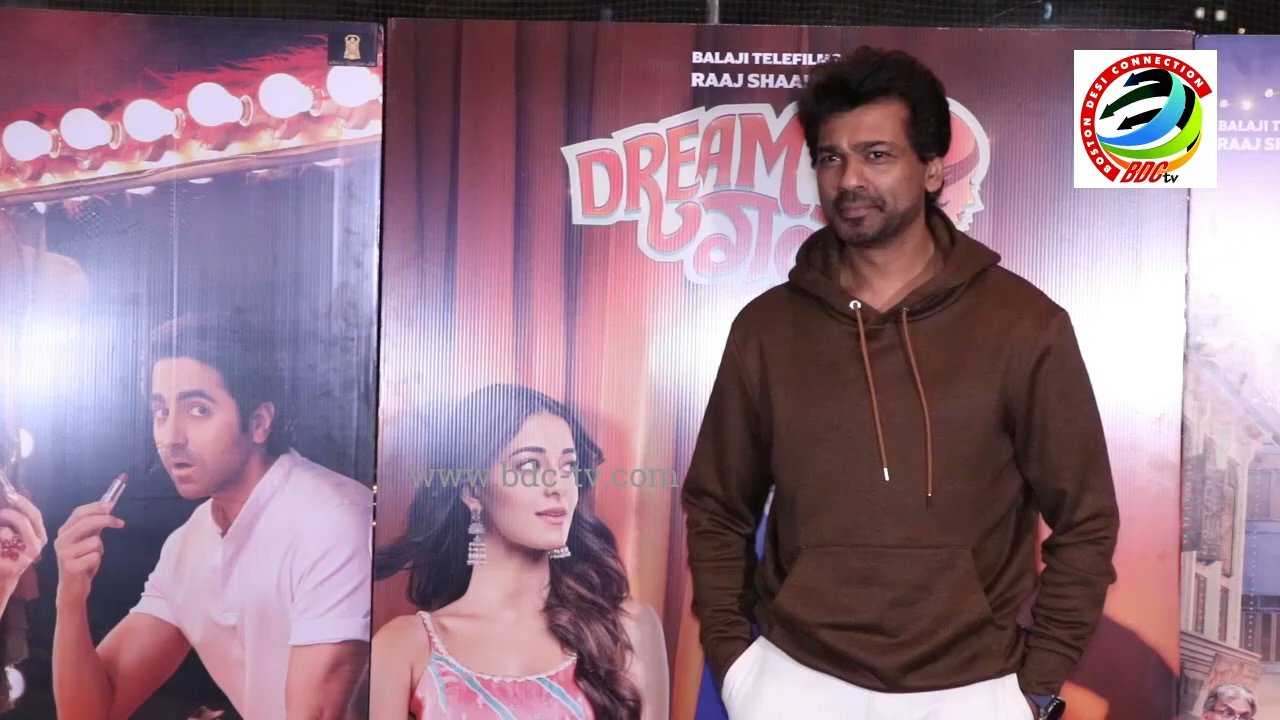 BALAJI TELEFILMS
RAAJ SHAA
DREAM
BOSTON DESI CONNECTION
BDC tv
BALAJI T
RAAJ S
www.bdc-tv.com